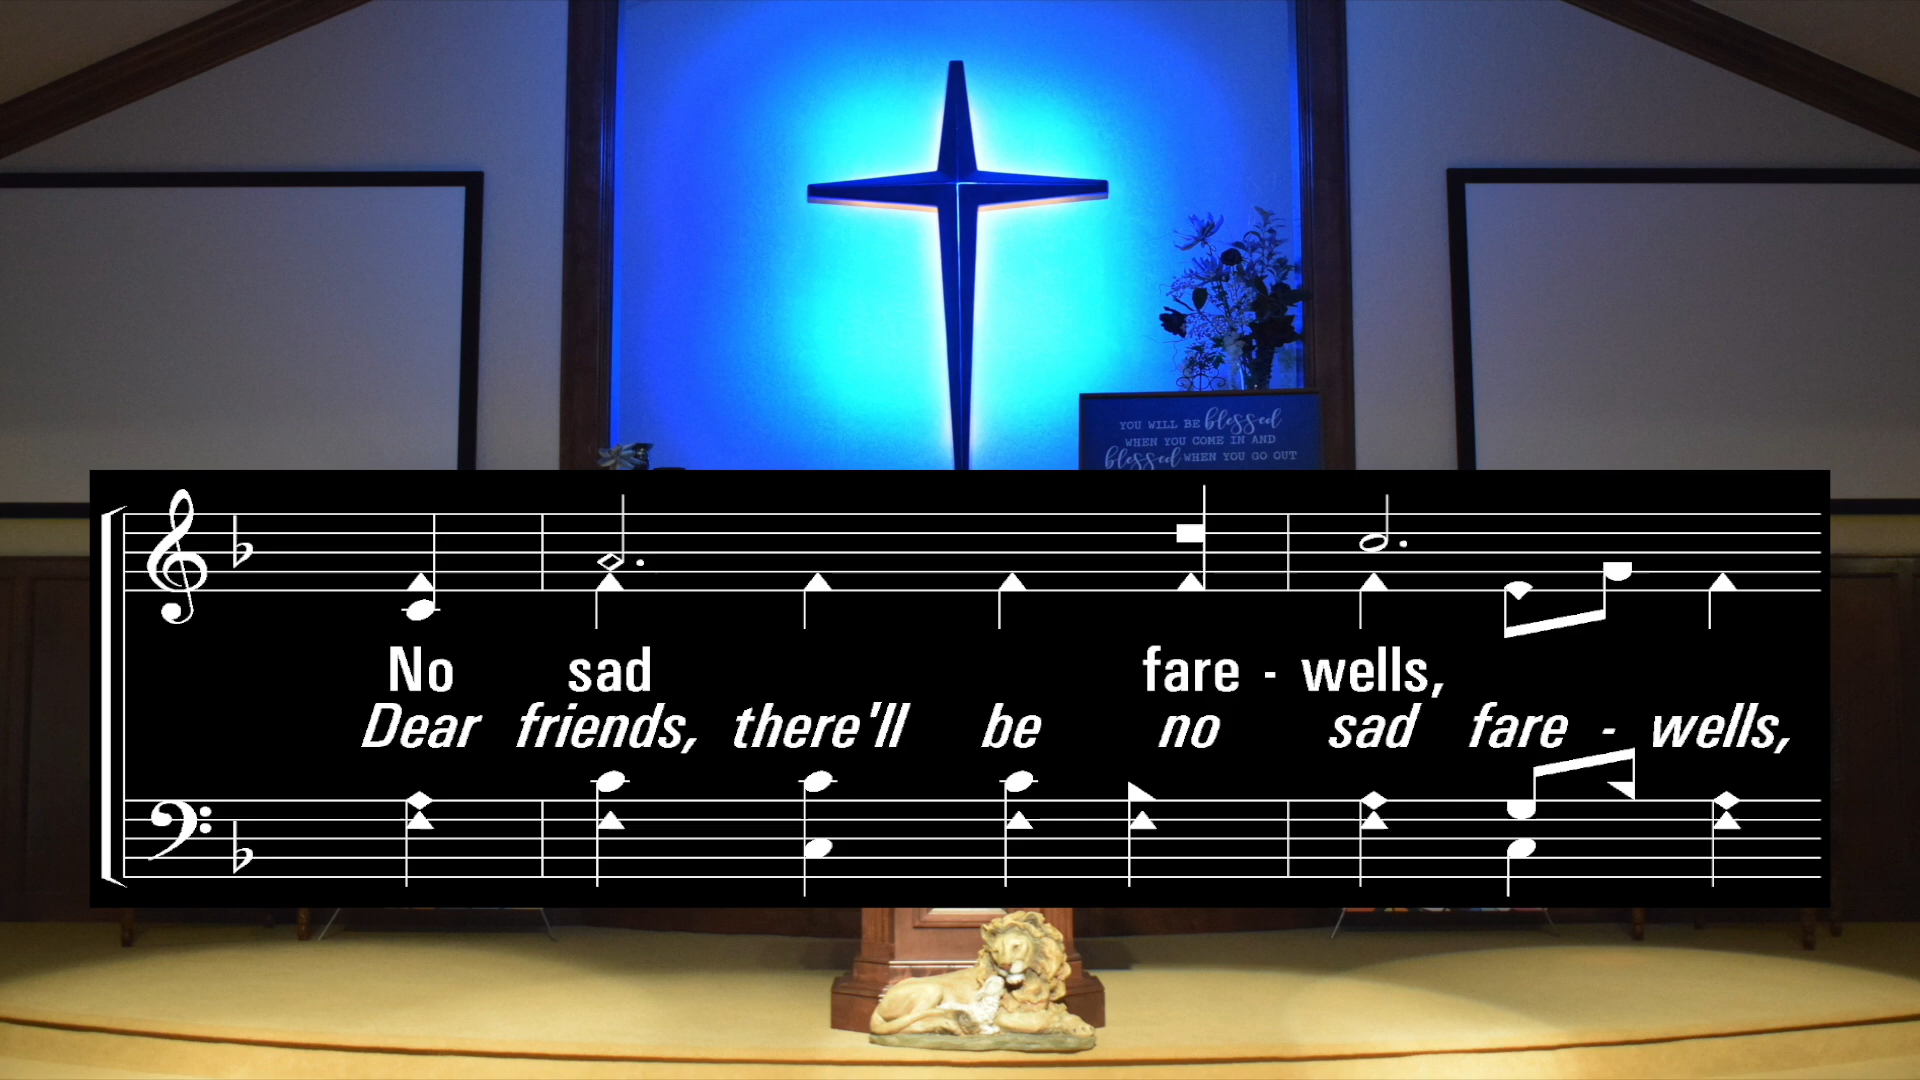 YOU WILL BE blessed
WHEN YOU COME IN AND
blessed WHEN YOU GO OUT
No sad fare - wells,
Dear friends, there'll be no sad fare - wells,